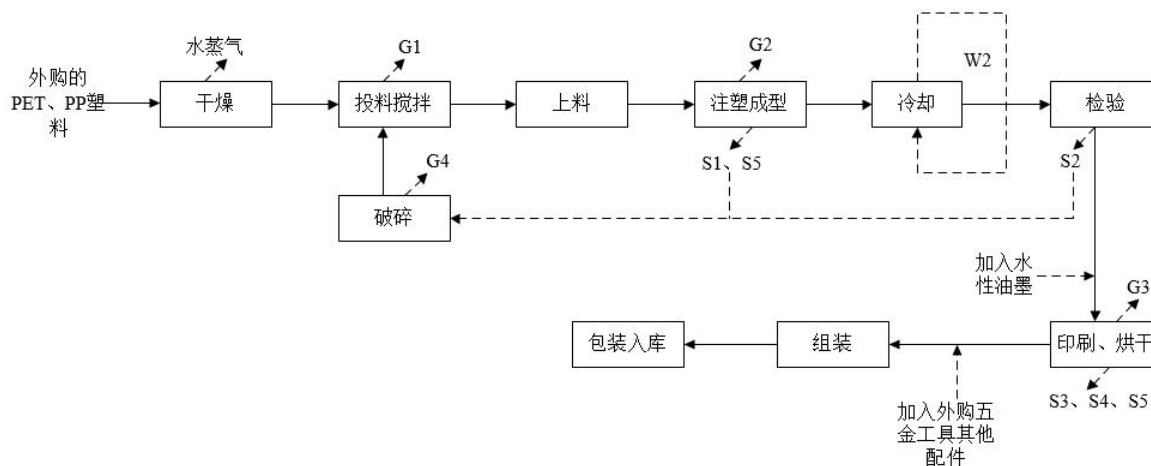 水蒸气
G1
G2
W2
外购的
PET、PP塑
料
干燥
投料搅拌
上料
注塑成型
冷却
检验
S1、S5
S2
G4
破碎
加入水
性油墨
G3
包装入库
组装
印刷、烘干
S3、S4、S5
加入外购五
金工具其他
配件